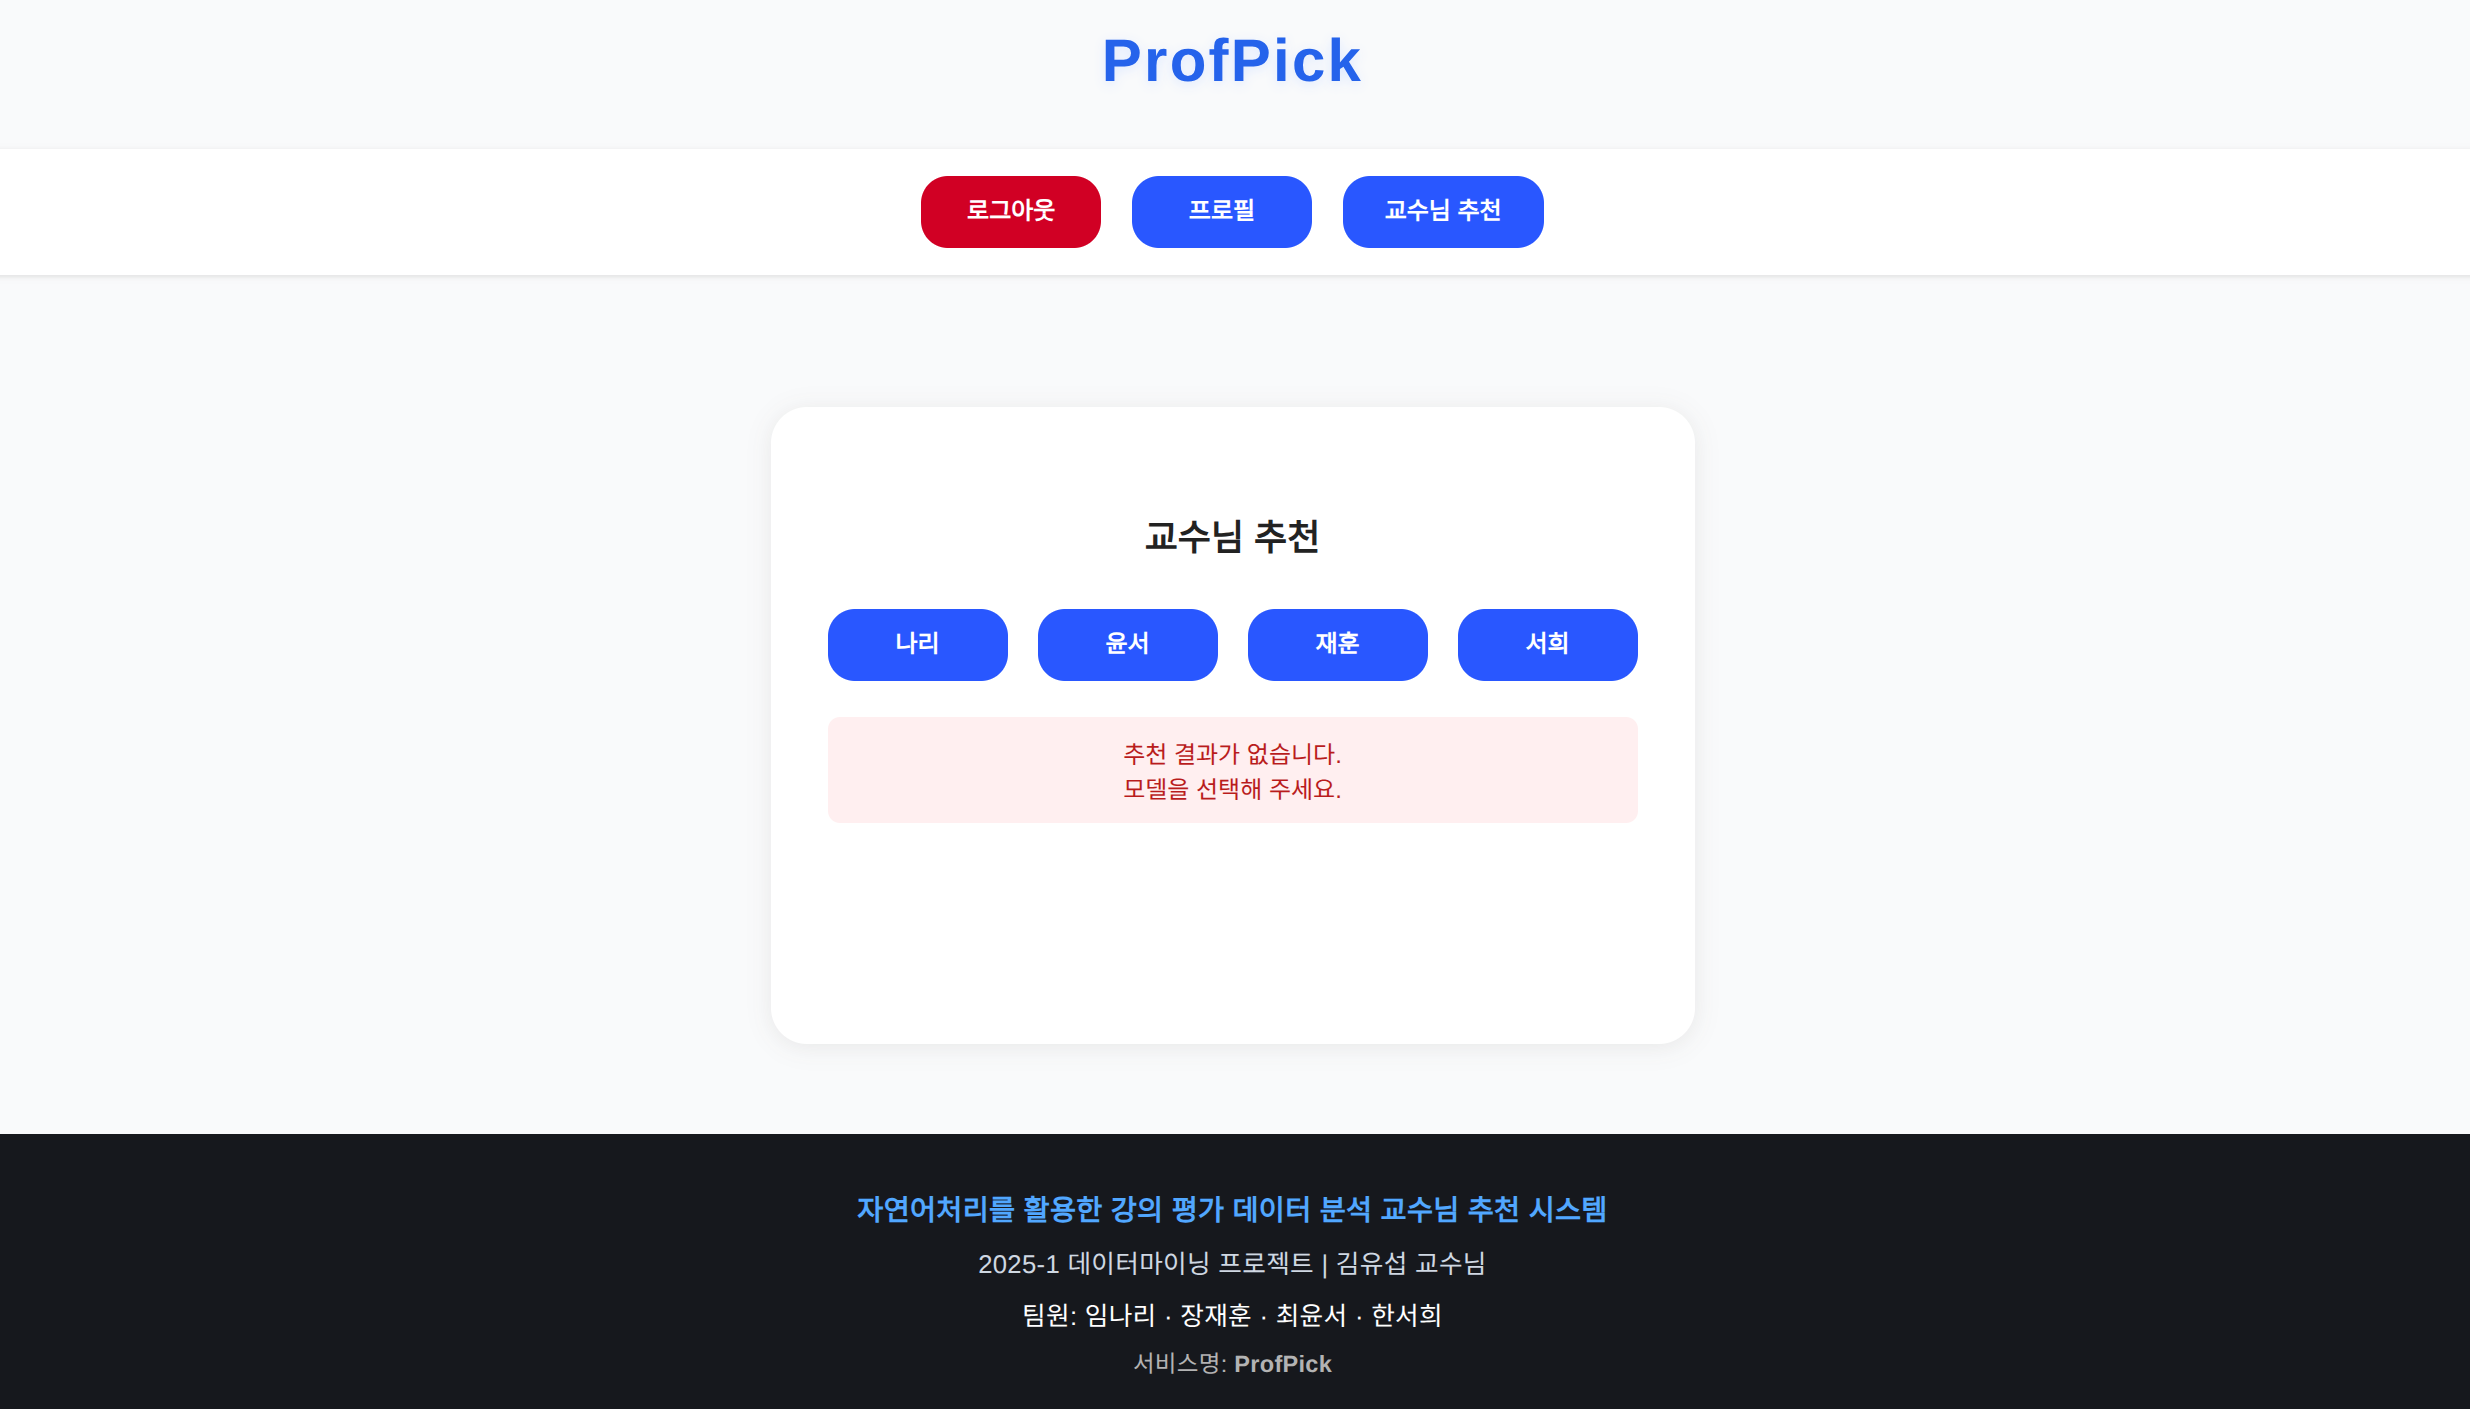 ProfPick
로그아웃 프로필 교수님 추천
교수님 추천
나리 윤서 재훈 서희
추천 결과가 없습니다.
모델을 선택해 주세요.
자연어처리를 활용한 강의 평가 데이터 분석 교수님 추천 시스템
2025-1 데이터마이닝 프로젝트 | 김유섭 교수님
팀원: 임나리 · 장재훈 · 최윤서 · 한서희
서비스명: ProfPick